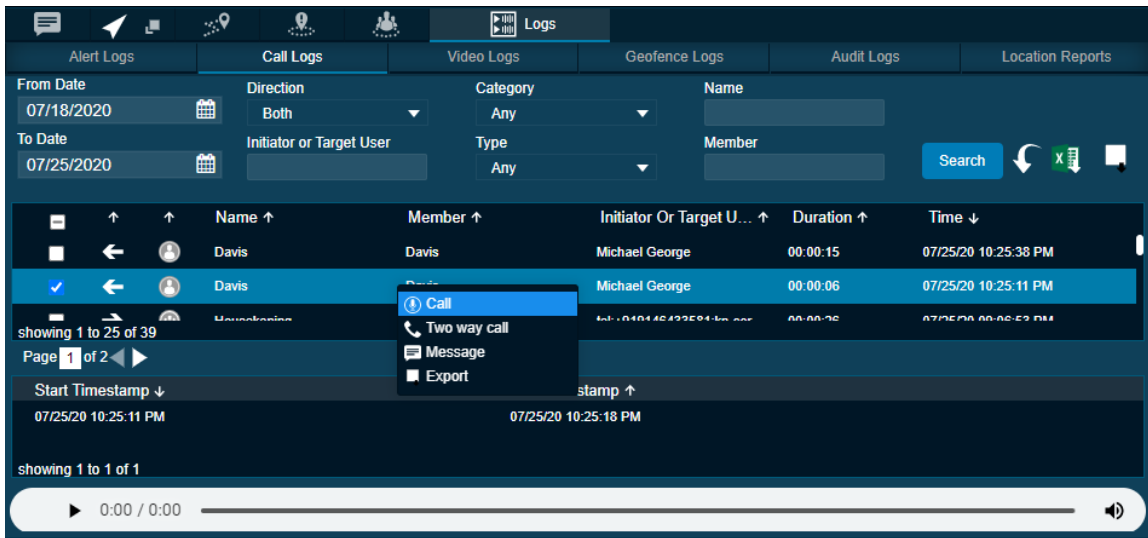 Logs
Alert Logs Call Logs Video Logs Geofence Logs Audit Logs Location Reports
From Date Direction Category Name
07/18/2020 Both Any
To Date Initiator or Target User Type Member
07/25/2020 Any Search
Name Member Initiator Or Target U... Duration Time
Davis Davis Michael George 00:00:15 07/25/20 10:25:38 PM
Davis Davis Michael George 00:00:06 07/25/20 10:25:11 PM
Call
showing 1 to 25 of 39
Two way call
Page 1 of 2
Message
Export
Start Timestamp stamp
07/25/20 10:25:11 PM 07/25/20 10:25:18 PM
showing 1 to 1 of 1
0:00 / 0:00